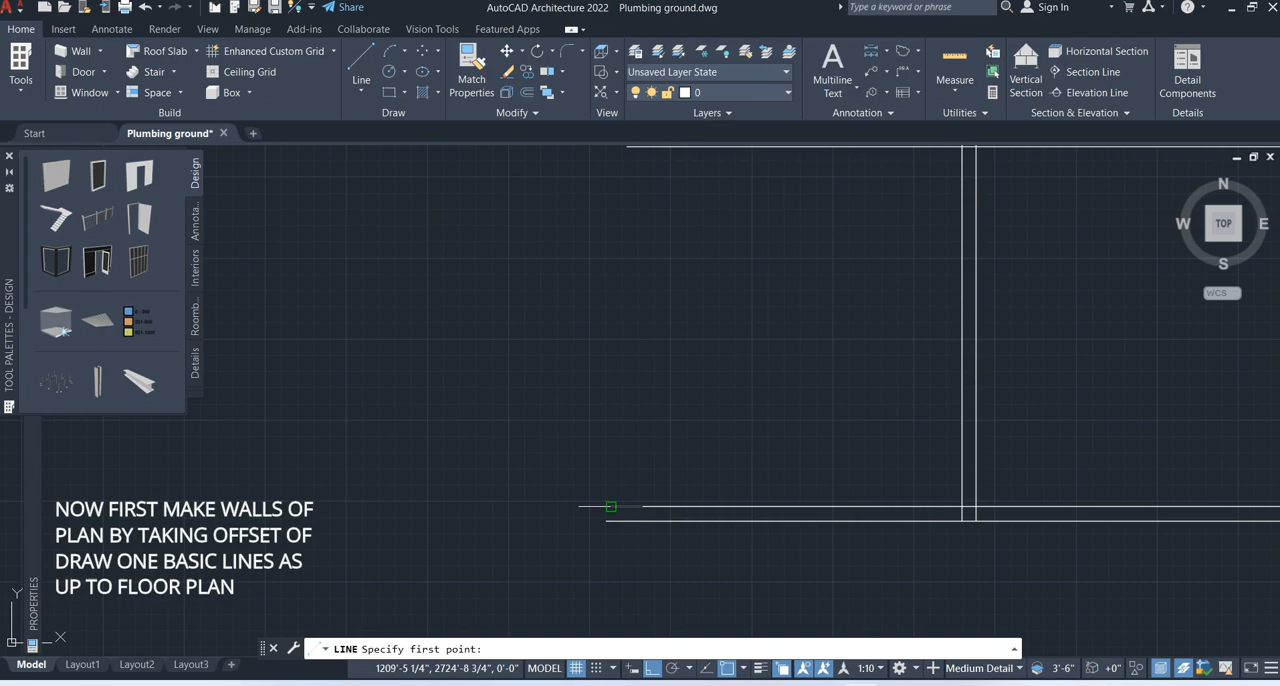 Share
AutoCAD Architecture 2022 Plumbing ground.dwg
Type a keyword or phrase
Sign In
Home Insert Annotate Render View Manage Add-ins Collaborate Vision Tools Featured Apps
Tools
Wall
Door
Window
Roof Slab
Stair
Space
Enhanced Custom Grid
Ceiling Grid
Box
Build
Line
Draw
Match
Properties
Modify
View
Unsaved Layer State
0
Layers
A
Multiline
Text
Annotation
Measure
Utilities
Vertical
Section
Horizontal Section
Section Line
Elevation Line
Section & Elevation
Detail
Components
Details
Start
Plumbing ground*
Design
Annota...
Interiors
Roomb...
Details
TOOL PALETTES - DESIGN
N
W TOP E
S
WCS
NOW FIRST MAKE WALLS OF
PLAN BY TAKING OFFSET OF
DRAW ONE BASIC LINES AS
UP TO FLOOR PLAN
PROPERTIES
Y
X
LINE Specify first point:
Model Layout1 Layout2 Layout3
1209'-5 1/4", 2724'-8 3/4", 0'-0" MODEL
1:10
Medium Detail
3'-6"
+0"